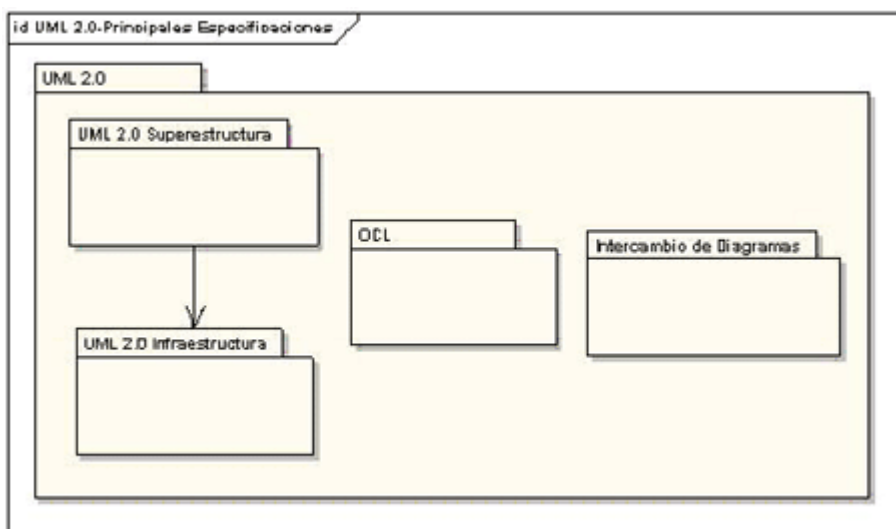 id UML 2.0-Principales Especificaciones
UML 2.0
UML 2.0 Superestructura
OCL
Intercambio de Diagramas
UML 2.0 Infraestructura